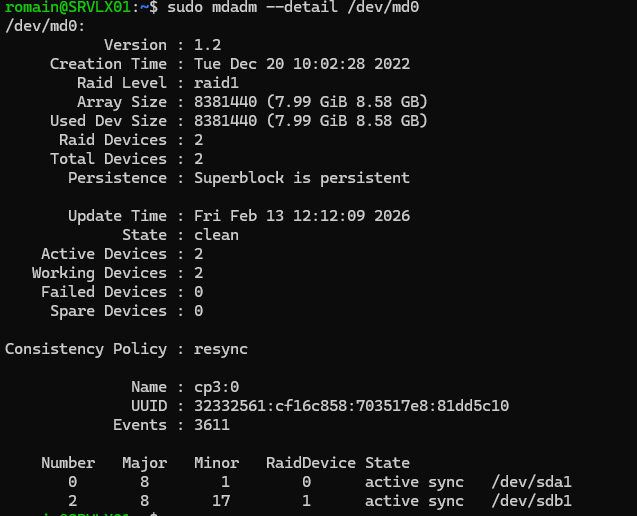 romain@SRVLX01:~$ sudo mdadm --detail /dev/md0
/dev/md0:
Version : 1.2
Creation Time : Tue Dec 20 10:02:28 2022
Raid Level : raid1
Array Size : 8381440 (7.99 GiB 8.58 GB)
Used Dev Size : 8381440 (7.99 GiB 8.58 GB)
Raid Devices : 2
Total Devices : 2
Persistence : Superblock is persistent
Update Time : Fri Feb 13 12:12:09 2026
State : clean
Active Devices : 2
Working Devices : 2
Failed Devices : 0
Spare Devices : 0
Consistency Policy : resync
Name : cp3:0
UUID : 32332561:cf16c858:703517e8:81dd5c10
Events : 3611
Number Major Minor RaidDevice State
0 8 1 0 active sync /dev/sda1
2 8 17 1 active sync /dev/sdb1